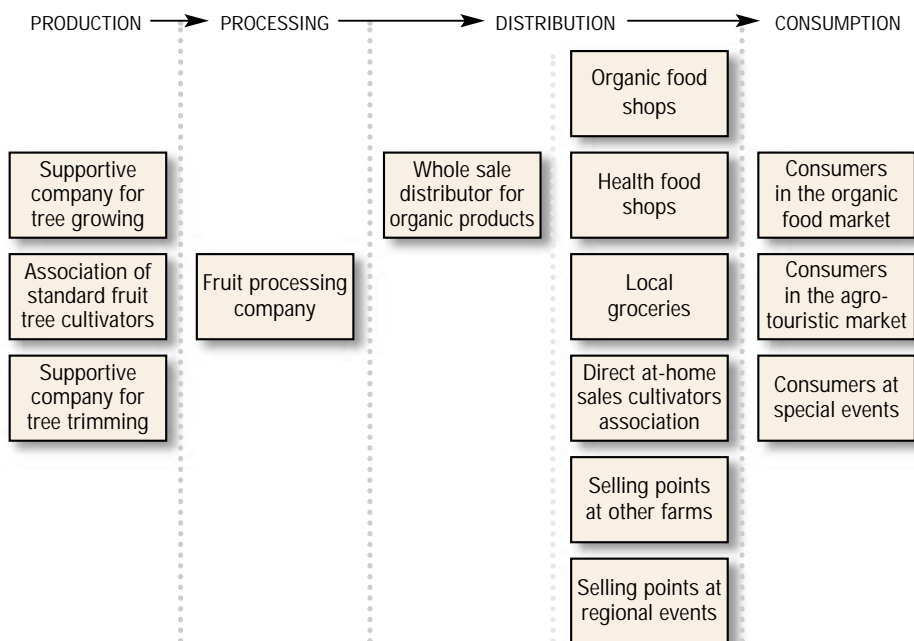 PRODUCTION
PROCESSING
DISTRIBUTION
CONSUMPTION
Supportive
company for
tree growing
Association of
standard fruit
tree cultivators
Supportive
company for
tree trimming
Fruit processing
company
Whole sale
distributor for
organic products
Organic food
shops
Health food
shops
Local
groceries
Direct at-home
sales cultivators
association
Selling points
at other farms
Selling points at
regional events
Consumers
in the organic
food market
Consumers
in the agro-
touristic market
Consumers at
special events